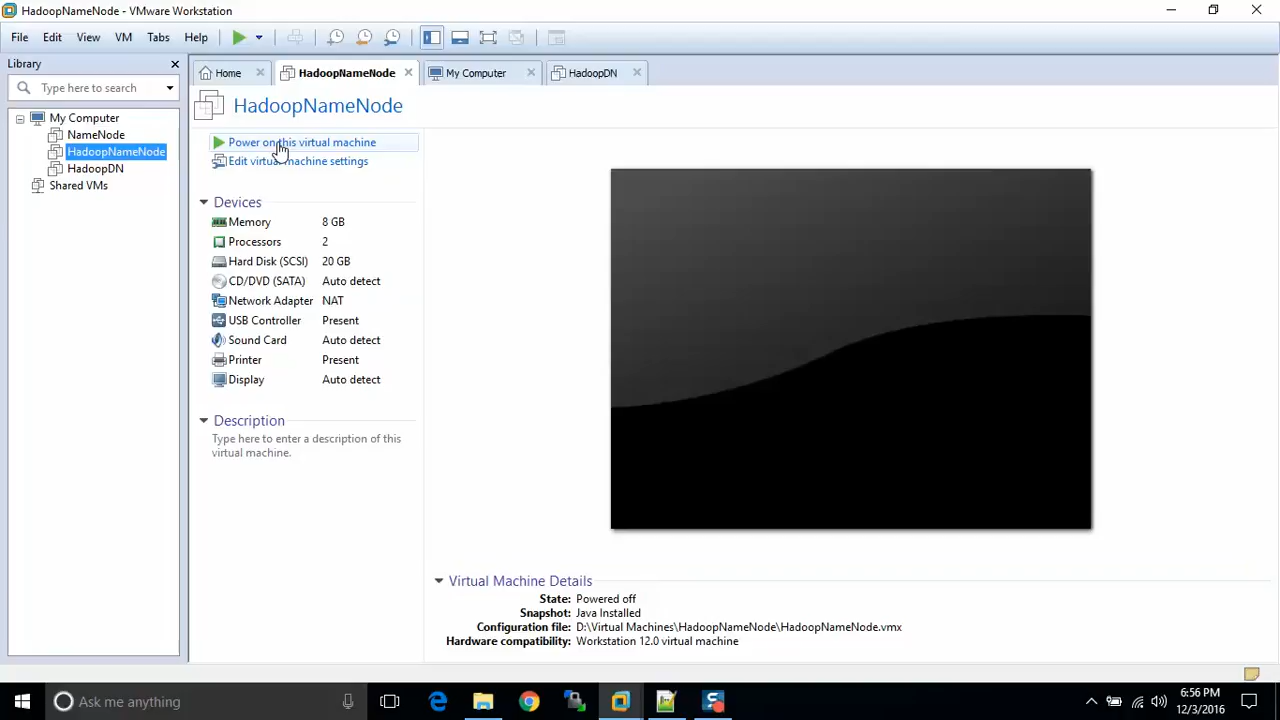 HadoopNameNode - VMware Workstation
File Edit View VM Tabs Help
Library
Type here to search
My Computer
NameNode
HadoopNameNode
HadoopDN
Shared VMs
Home HadoopNameNode My Computer HadoopDN
HadoopNameNode
Power on this virtual machine
Edit virtual machine settings
Devices
Memory 8 GB
Processors 2
Hard Disk (SCSI) 20 GB
CD/DVD (SATA) Auto detect
Network Adapter NAT
USB Controller Present
Sound Card Auto detect
Printer Present
Display Auto detect
Description
Type here to enter a description of this
virtual machine.
Virtual Machine Details
State: Powered off
Snapshot: Java Installed
Configuration file: D:\Virtual Machines\HadoopNameNode\HadoopNameNode.vmx
Hardware compatibility: Workstation 12.0 virtual machine
Ask me anything
6:56 PM
12/3/2016